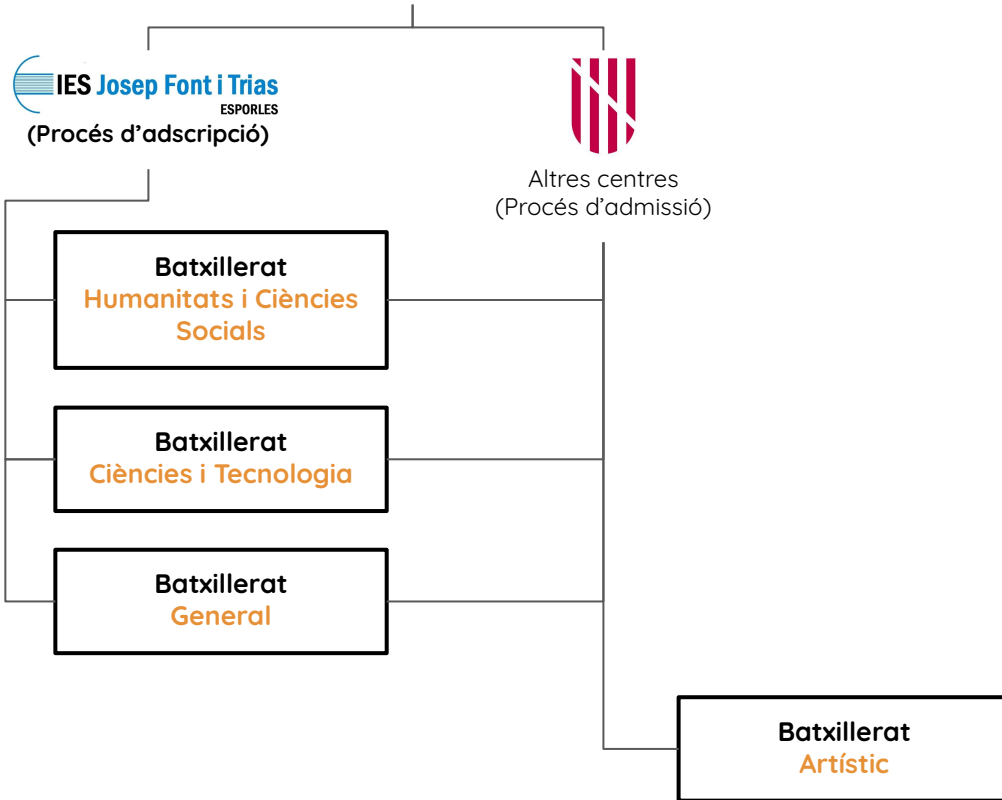 IES Josep Font i Trias
ESPORLES
(Procés d'adscripció)
Altres centres
(Procés d'admissió)
Batxillerat
Humanitats i Ciències
Socials
Batxillerat
Ciències i Tecnologia
Batxillerat
General
Batxillerat
Artístic